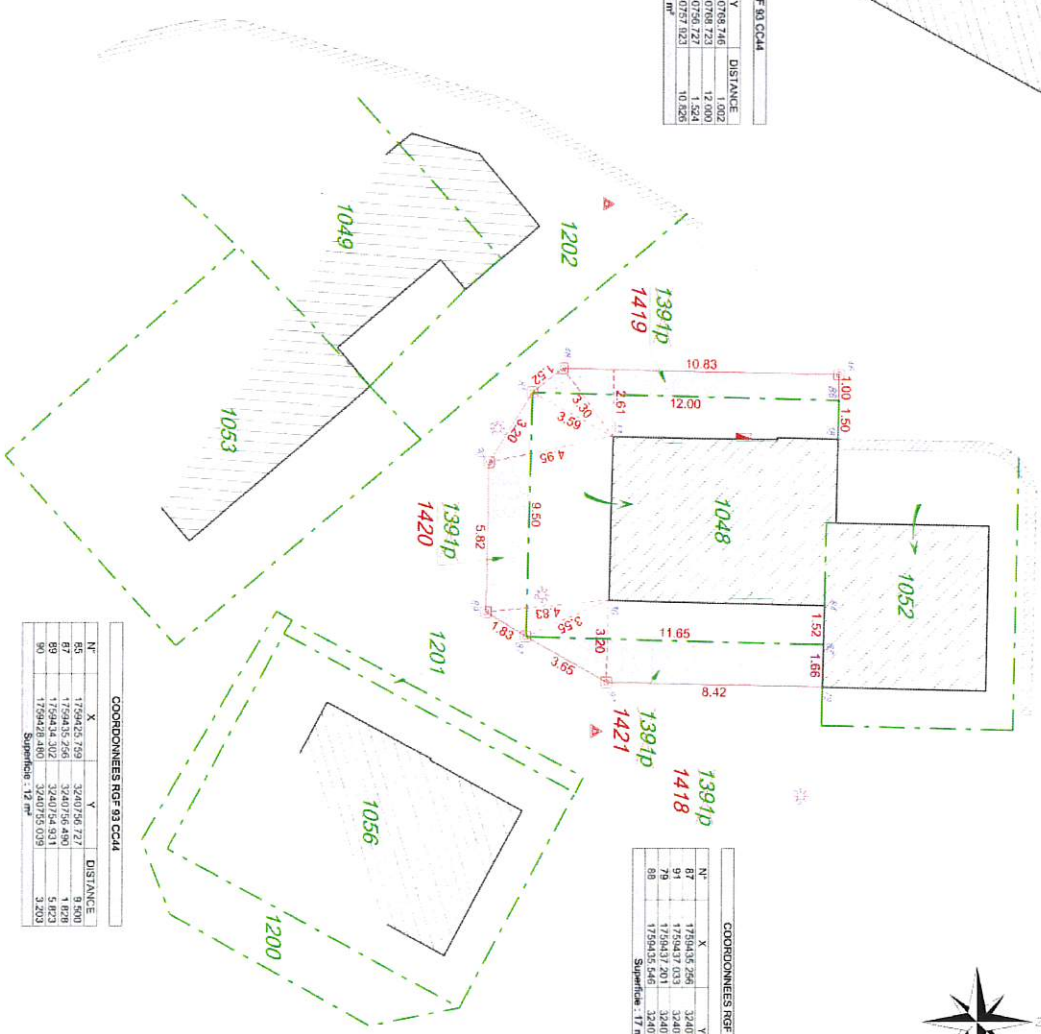 F 93 CC44
Y DISTANCE
0768.746 1.002
0768.723 12.000
0756.727 1.524
0757.923 10.826
m²
1202
1049
1053
1391p
1419
10.83
1.00
1.50
12.00
2.61
1.52
3.30
3.59
3.20
4.95
9.50
5.82
1391p
1420
1048
1052
1.52
1.66
11.65
3.20
3.55
4.83
1.83
3.65
8.42
1391p
1421
1391p
1418
1201
1056
1200
COORDONNEES RGF 93 CC44
N° X Y DISTANCE
85 1759425.759 3240756.727 9.500
87 1759435.256 3240756.490 1.828
89 1759434.302 3240754.931 5.823
90 1759428.480 3240755.039 3.203
Superficie : 12 m²
COORDONNEES RGF
N° X Y
87 1759435.256 3240
91 1759437.033 3240
79 1759437.201 3240
88 1759435.546 3240
Superficie : 17 m